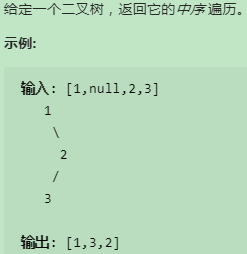 给定一个二叉树，返回它的中序 遍历。
示例:
输入: [1,null,2,3]
1
\
2
/
3
输出: [1,3,2]